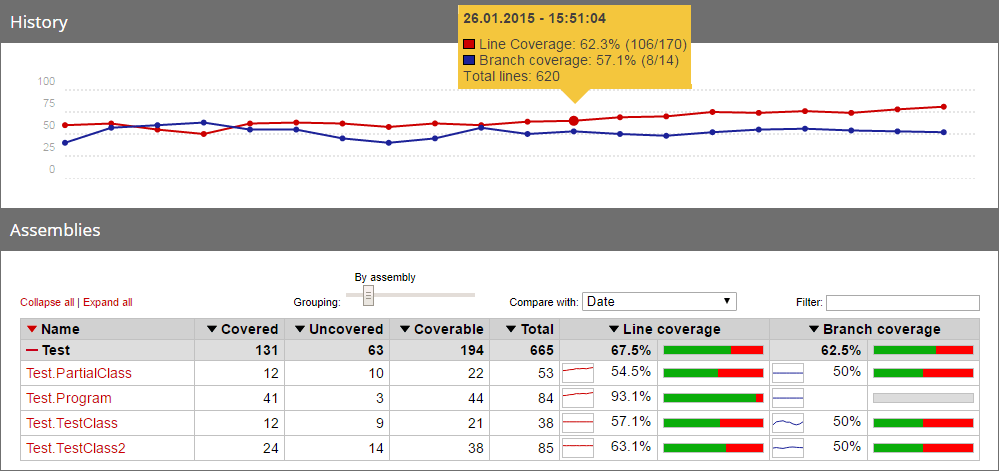 History
26.01.2015 - 15:51:04
Line Coverage: 62.3% (106/170)
Branch coverage: 57.1% (8/14)
Total lines: 620
100
75
50
25
0
Assemblies
By assembly
Collapse all | Expand all Grouping: Compare with: Date Filter:
Name Covered Uncovered Coverable Total Line coverage Branch coverage
Test 131 63 194 665 67.5% 62.5%
Test.PartialClass 12 10 22 53 54.5% 50%
Test.Program 41 3 44 84 93.1%
Test.TestClass 12 9 21 38 57.1% 50%
Test.TestClass2 24 14 38 85 63.1% 50%